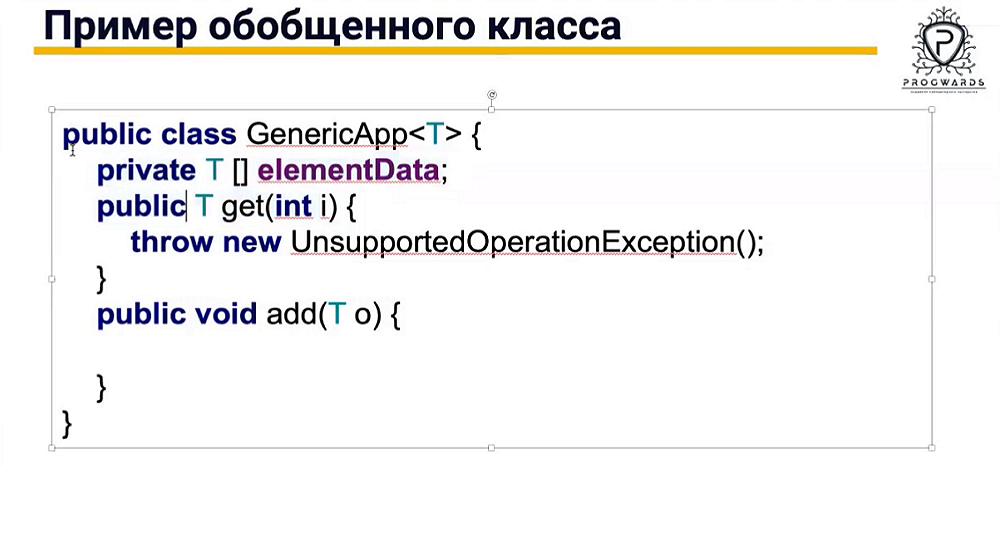 Пример обобщенного класса
P
PROGWARDS
public class GenericApp<T> {
private T [] elementData;
public T get(int i) {
throw new UnsupportedOperationException();
}
public void add(T o) {
}
}